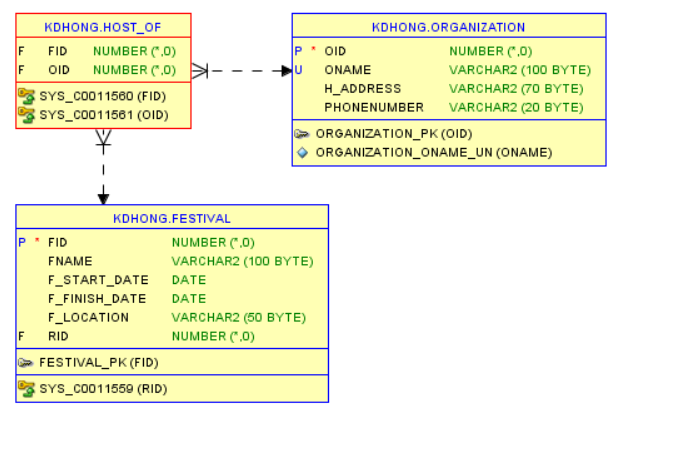 KDHONG.HOST_OF
F FID NUMBER (*,0)
F OID NUMBER (*,0)
SYS_C0011560 (FID)
SYS_C0011561 (OID)
KDHONG.ORGANIZATION
P * OID NUMBER (*,0)
U ONAME VARCHAR2 (100 BYTE)
H_ADDRESS VARCHAR2 (70 BYTE)
PHONENUMBER VARCHAR2 (20 BYTE)
ORGANIZATION_PK (OID)
ORGANIZATION_ONAME_UN (ONAME)
KDHONG.FESTIVAL
P * FID NUMBER (*,0)
FNAME VARCHAR2 (100 BYTE)
F_START_DATE DATE
F_FINISH_DATE DATE
F_LOCATION VARCHAR2 (50 BYTE)
F RID NUMBER (*,0)
FESTIVAL_PK (FID)
SYS_C0011559 (RID)